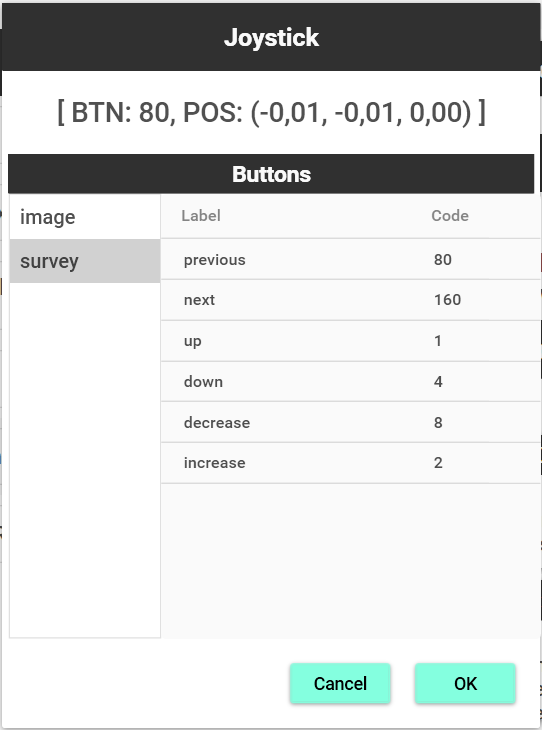 Joystick
[ BTN: 80, POS: (-0,01, -0,01, 0,00) ]
Buttons
image
survey
Label Code
previous 80
next 160
up 1
down 4
decrease 8
increase 2
Cancel OK